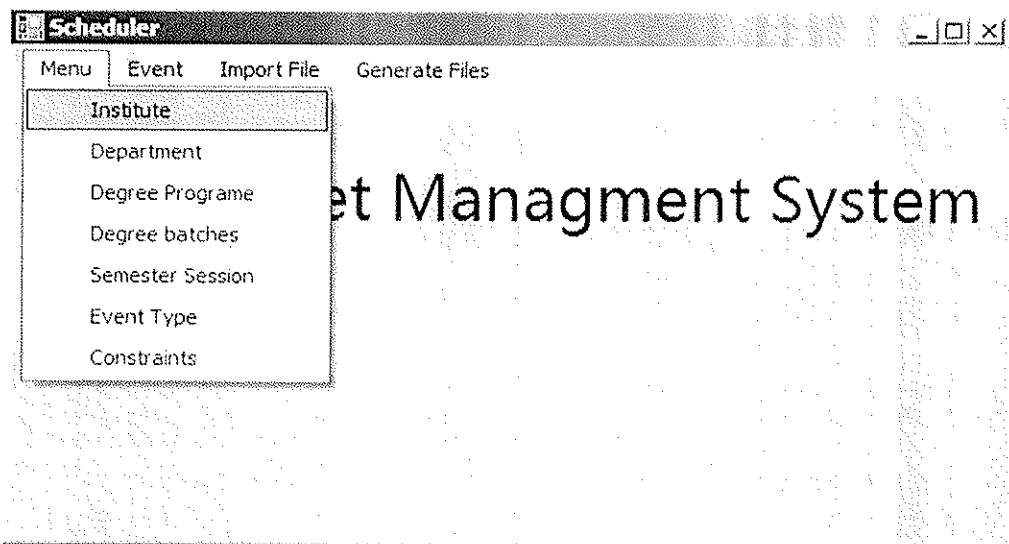 Scheduler
Menu Event Import File Generate Files
Institute
Department
Degree Programe
et Managment System
Degree batches
Semester Session
Event Type
Constraints